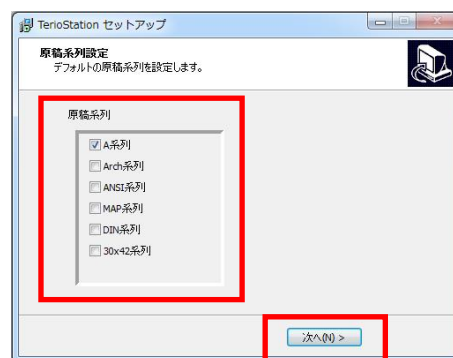 TerioStation セットアップ
原稿系列設定
デフォルトの原稿系列を設定します。
原稿系列
A系列
Arch系列
ANSI系列
MAP系列
DIN系列
30x42系列
次へ(N) >